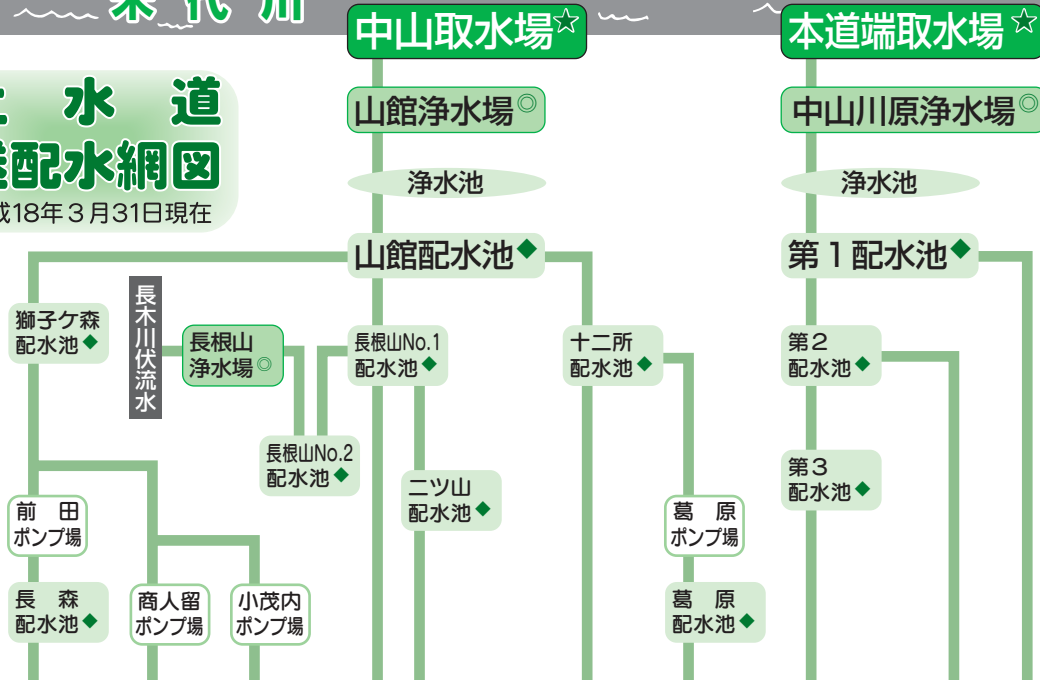 代川
中山取水場☆
本道端取水場☆
水道
配水網図
18年3月31日現在
山館浄水場◎
中山川原浄水場◎
浄水池
浄水池
山館配水池◆
第1配水池◆
獅子ケ森
配水池◆
長木川伏流水
長根山
浄水場◎
長根山No.1
配水池◆
十二所
配水池◆
第2
配水池◆
長根山No.2
配水池◆
二ツ山
配水池◆
第3
配水池◆
前田
ポンプ場
葛原
ポンプ場
長森
配水池◆
商人留
ポンプ場
小茂内
ポンプ場
葛原
配水池◆